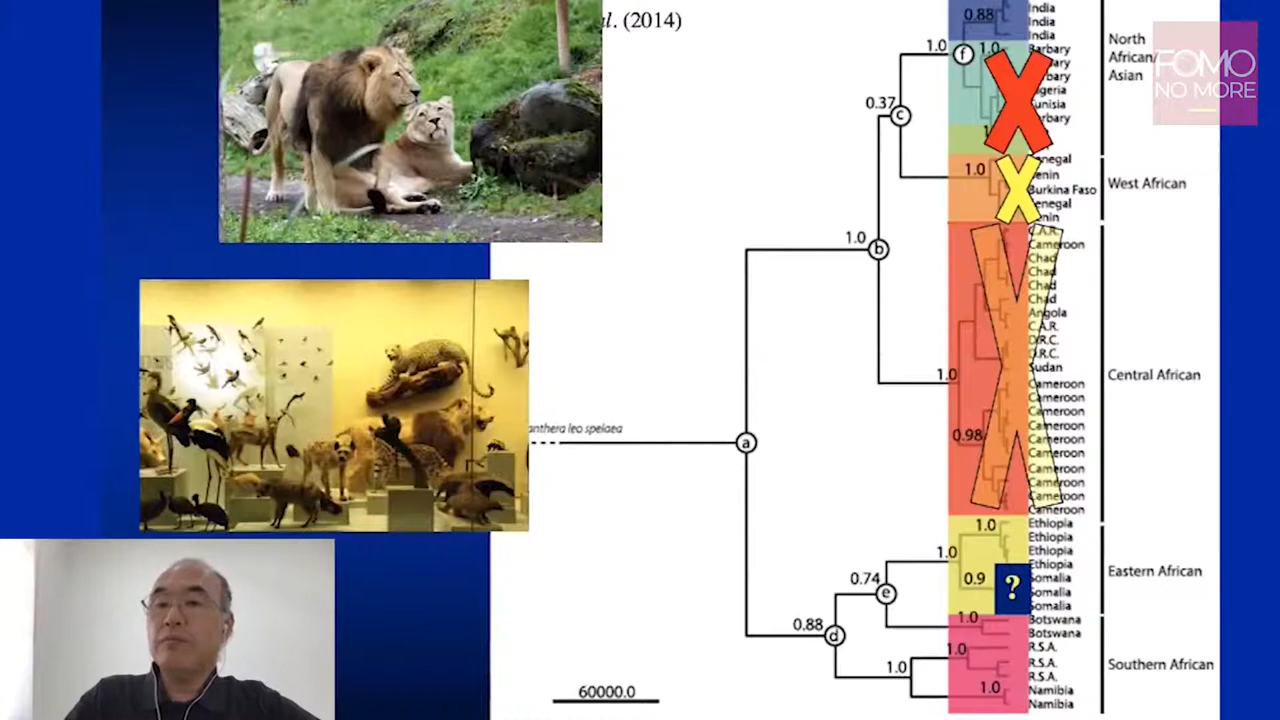 al. (2014)
FOMO
NO MORE
India
India
India
0.88
1.0
f
1.0
Barbary
0.37
c
Tunisia
North
African/
Asian
1.0
Senegal
Benin
Burkina Faso
Senegal
Benin
West African
1.0
b
C.A.R.
Cameroon
Chad
Chad
Chad
Chad
Angola
C.A.R.
D.R.C.
D.R.C.
Sudan
Cameroon
Cameroon
Cameroon
Cameroon
Cameroon
Cameroon
Cameroon
Cameroon
Cameroon
Cameroon
1.0
0.98
Central African
anthera leo spelaea
a
Ethiopia
Ethiopia
Ethiopia
Ethiopia
Somalia
Somalia
Somalia
1.0
1.0
0.9
?
0.74
e
Eastern African
0.88
d
1.0
Botswana
Botswana
1.0
R.S.A.
R.S.A.
R.S.A.
1.0
1.0
Namibia
Namibia
Southern African
60000.0